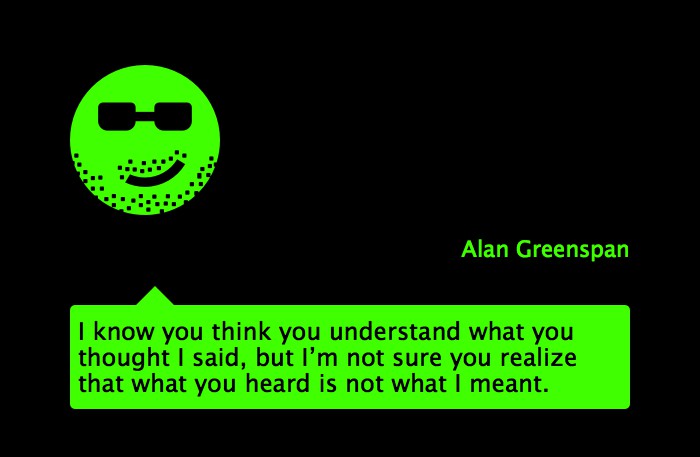 Alan Greenspan
I know you think you understand what you
thought I said, but I’m not sure you realize
that what you heard is not what I meant.